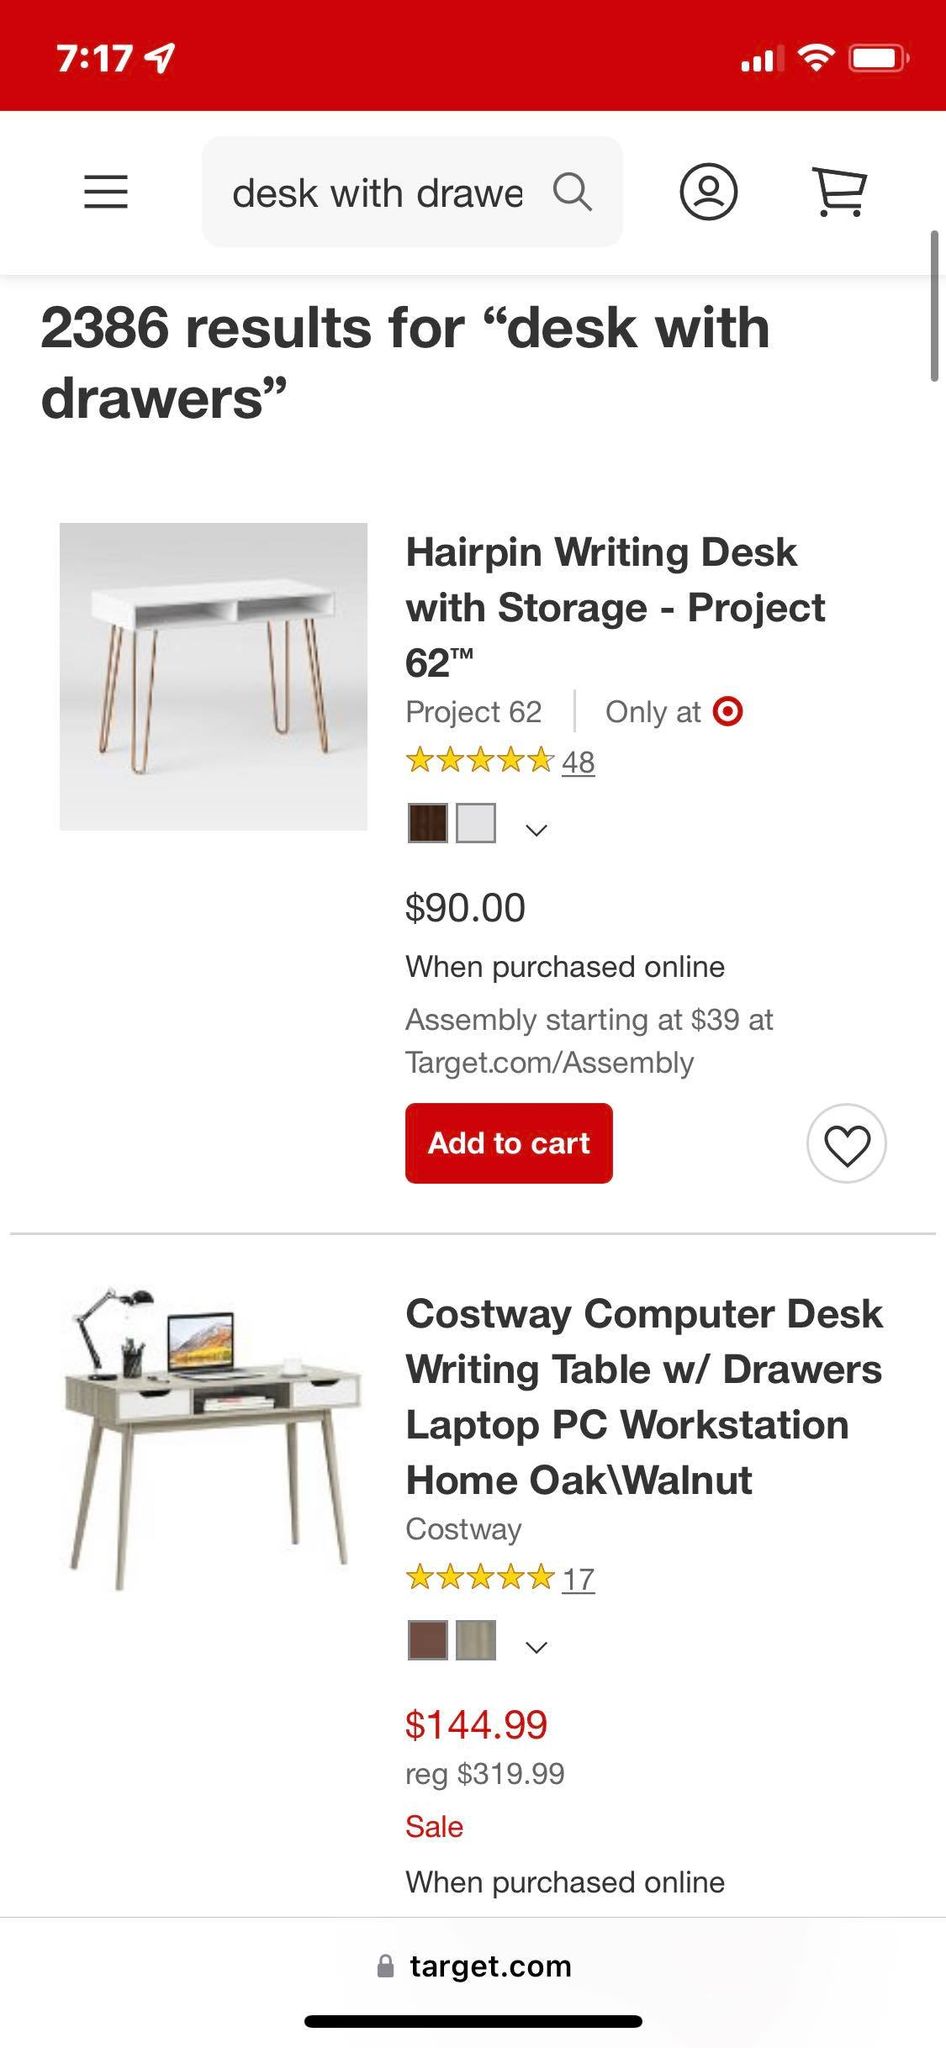 7:17
desk with drawe
2386 results for “desk with
drawers”
Hairpin Writing Desk
with Storage - Project
62™
Project 62
Only at
48
$90.00
When purchased online
Assembly starting at $39 at
Target.com/Assembly
Add to cart
Costway Computer Desk
Writing Table w/ Drawers
Laptop PC Workstation
Home Oak\Walnut
Costway
17
$144.99
reg $319.99
Sale
When purchased online
target.com